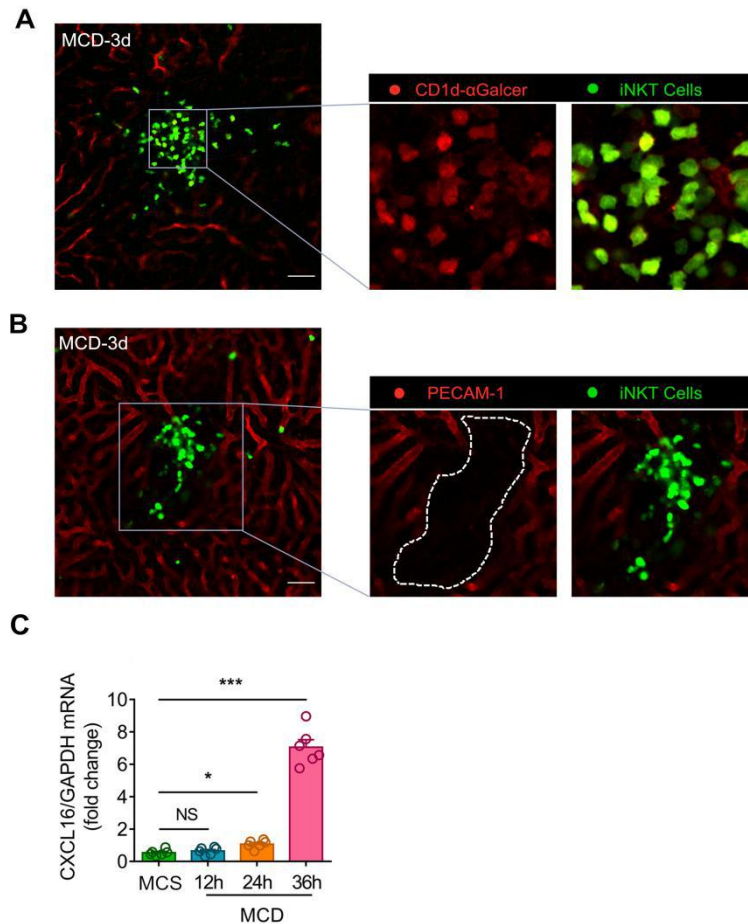 A
MCD-3d
CD1d-αGalcer
iNKT Cells
B
MCD-3d
PECAM-1
iNKT Cells
C
CXCL16/GAPDH mRNA
(fold change)
10
8
6
4
2
0
***
*
NS
MCS 12h 24h 36h
MCD